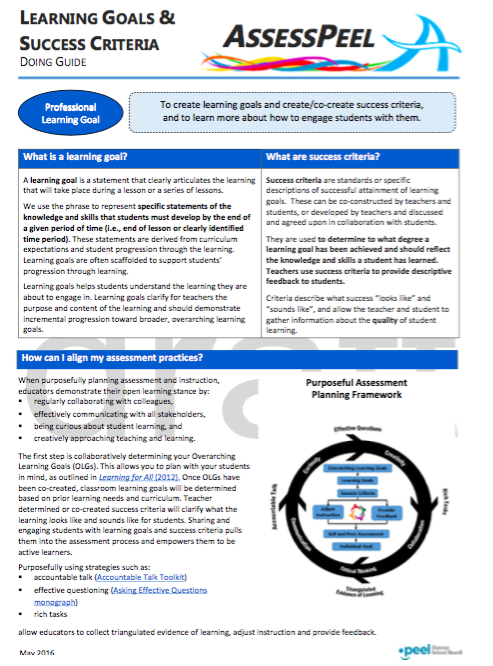 LEARNING GOALS &
SUCCESS CRITERIA
DOING GUIDE
ASSESSPEEL
Professional
Learning Goal
To create learning goals and create/co-create success criteria,
and to learn more about how to engage students with them.
What is a learning goal?
A learning goal is a statement that clearly articulates the learning
that will take place during a lesson or a series of lessons.
We use the phrase to represent specific statements of the
knowledge and skills that students must develop by the end of
a given period of time (i.e., end of lesson or clearly identified
time period). These statements are derived from curriculum
expectations and student progression through the learning.
Learning goals are often scaffolded to support students'
progression through learning.
Learning goals helps students understand the learning they are
about to engage in. Learning goals clarify for teachers the
purpose and content of the learning and should demonstrate
incremental progression toward broader, overarching learning
goals.
What are success criteria?
Success criteria are standards or specific
descriptions of successful attainment of learning
goals. These can be co-constructed by teachers and
students, or developed by teachers and discussed
and agreed upon in collaboration with students.
They are used to determine to what degree a
learning goal has been achieved and should reflect
the knowledge and skills a student has learned.
Teachers use success criteria to provide descriptive
feedback to students.
Criteria describe what success "looks like" and
"sounds like", and allow the teacher and student to
gather information about the quality of student
learning.
How can I align my assessment practices?
When purposefully planning assessment and instruction,
educators demonstrate their open learning stance by:
▪ regularly collaborating with colleagues,
▪ effectively communicating with all stakeholders,
▪ being curious about student learning, and
▪ creatively approaching teaching and learning.
The first step is collaboratively determining your Overarching
Learning Goals (OLGs). This allows you to plan with your students
in mind, as outlined in Learning for All (2012). Once OLGs have
been co-created, classroom learning goals will be determined
based on prior learning needs and curriculum. Teacher
determined or co-created success criteria will clarify what the
learning looks like and sounds like for students. Sharing and
engaging students with learning goals and success criteria pulls
them into the assessment process and empowers them to be
active learners.
Purposefully using strategies such as:
▪ accountable talk (Accountable Talk Toolkit)
▪ effective questioning (Asking Effective Questions
monograph)
▪ rich tasks
allow educators to collect triangulated evidence of learning, adjust instruction and provide feedback.
Purposeful Assessment
Planning Framework
Effective Questions
Curiosity
Creativity
Overarching Learning Goals
Learning Goals
Success Criteria
Adjust
Instruction
Provide
Feedback
Self and Peer Assessment
Individual Goal
Accountable Talk
Rich Tasks
Communication
Collaboration
Critical Thinking
Triangulated
Evidence of Learning
May 2016
peel District
School Board